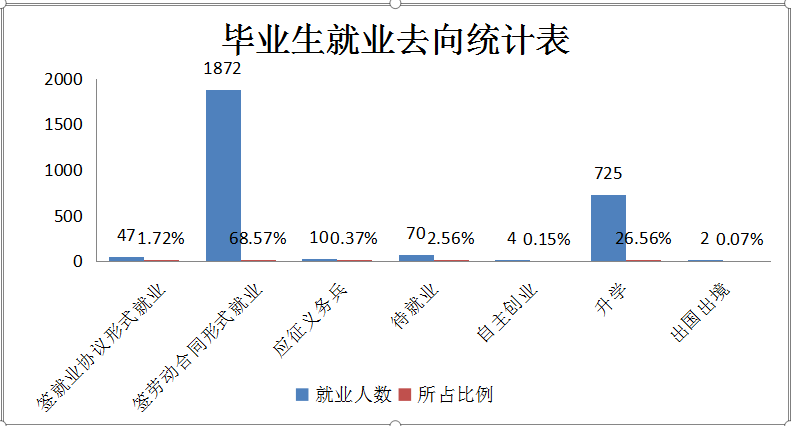 毕业生就业去向统计表
2000
1500
1000
500
0
47 1.72%
1872 68.57%
10 0.37%
70 2.56%
4 0.15%
725 26.56%
2 0.07%
签就业协议形式就业
签劳动合同形式就业
应征义务兵
待就业
自主创业
升学
出国出境
就业人数 所占比例